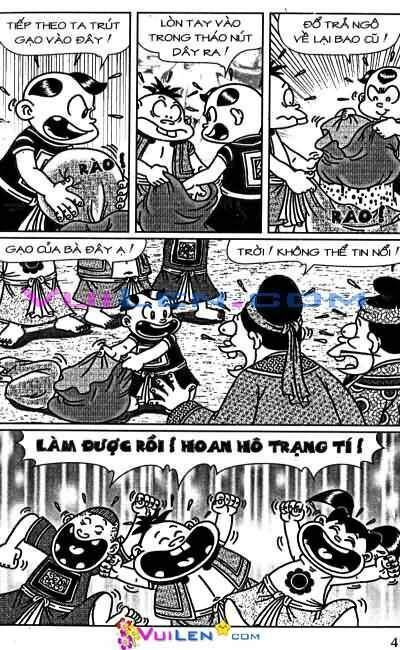 TIẾP THEO TA TRÚT
GẠO VÀO ĐÂY!
LÒN TAY VÀO
TRONG THÁO NÚT
DÂY RA!
ĐỔ TRẢ NGÔ
VỀ LẠI BAO CŨ!
RÀO!
RÀO!
GẠO CỦA BÀ ĐÂY Ạ!
TRỜI! KHÔNG THỂ TIN NỔI!
VUILEN.COM
LÀM ĐƯỢC RỒI! HOAN HÔ TRẠNG TÍ!
VUILEN.COM
4